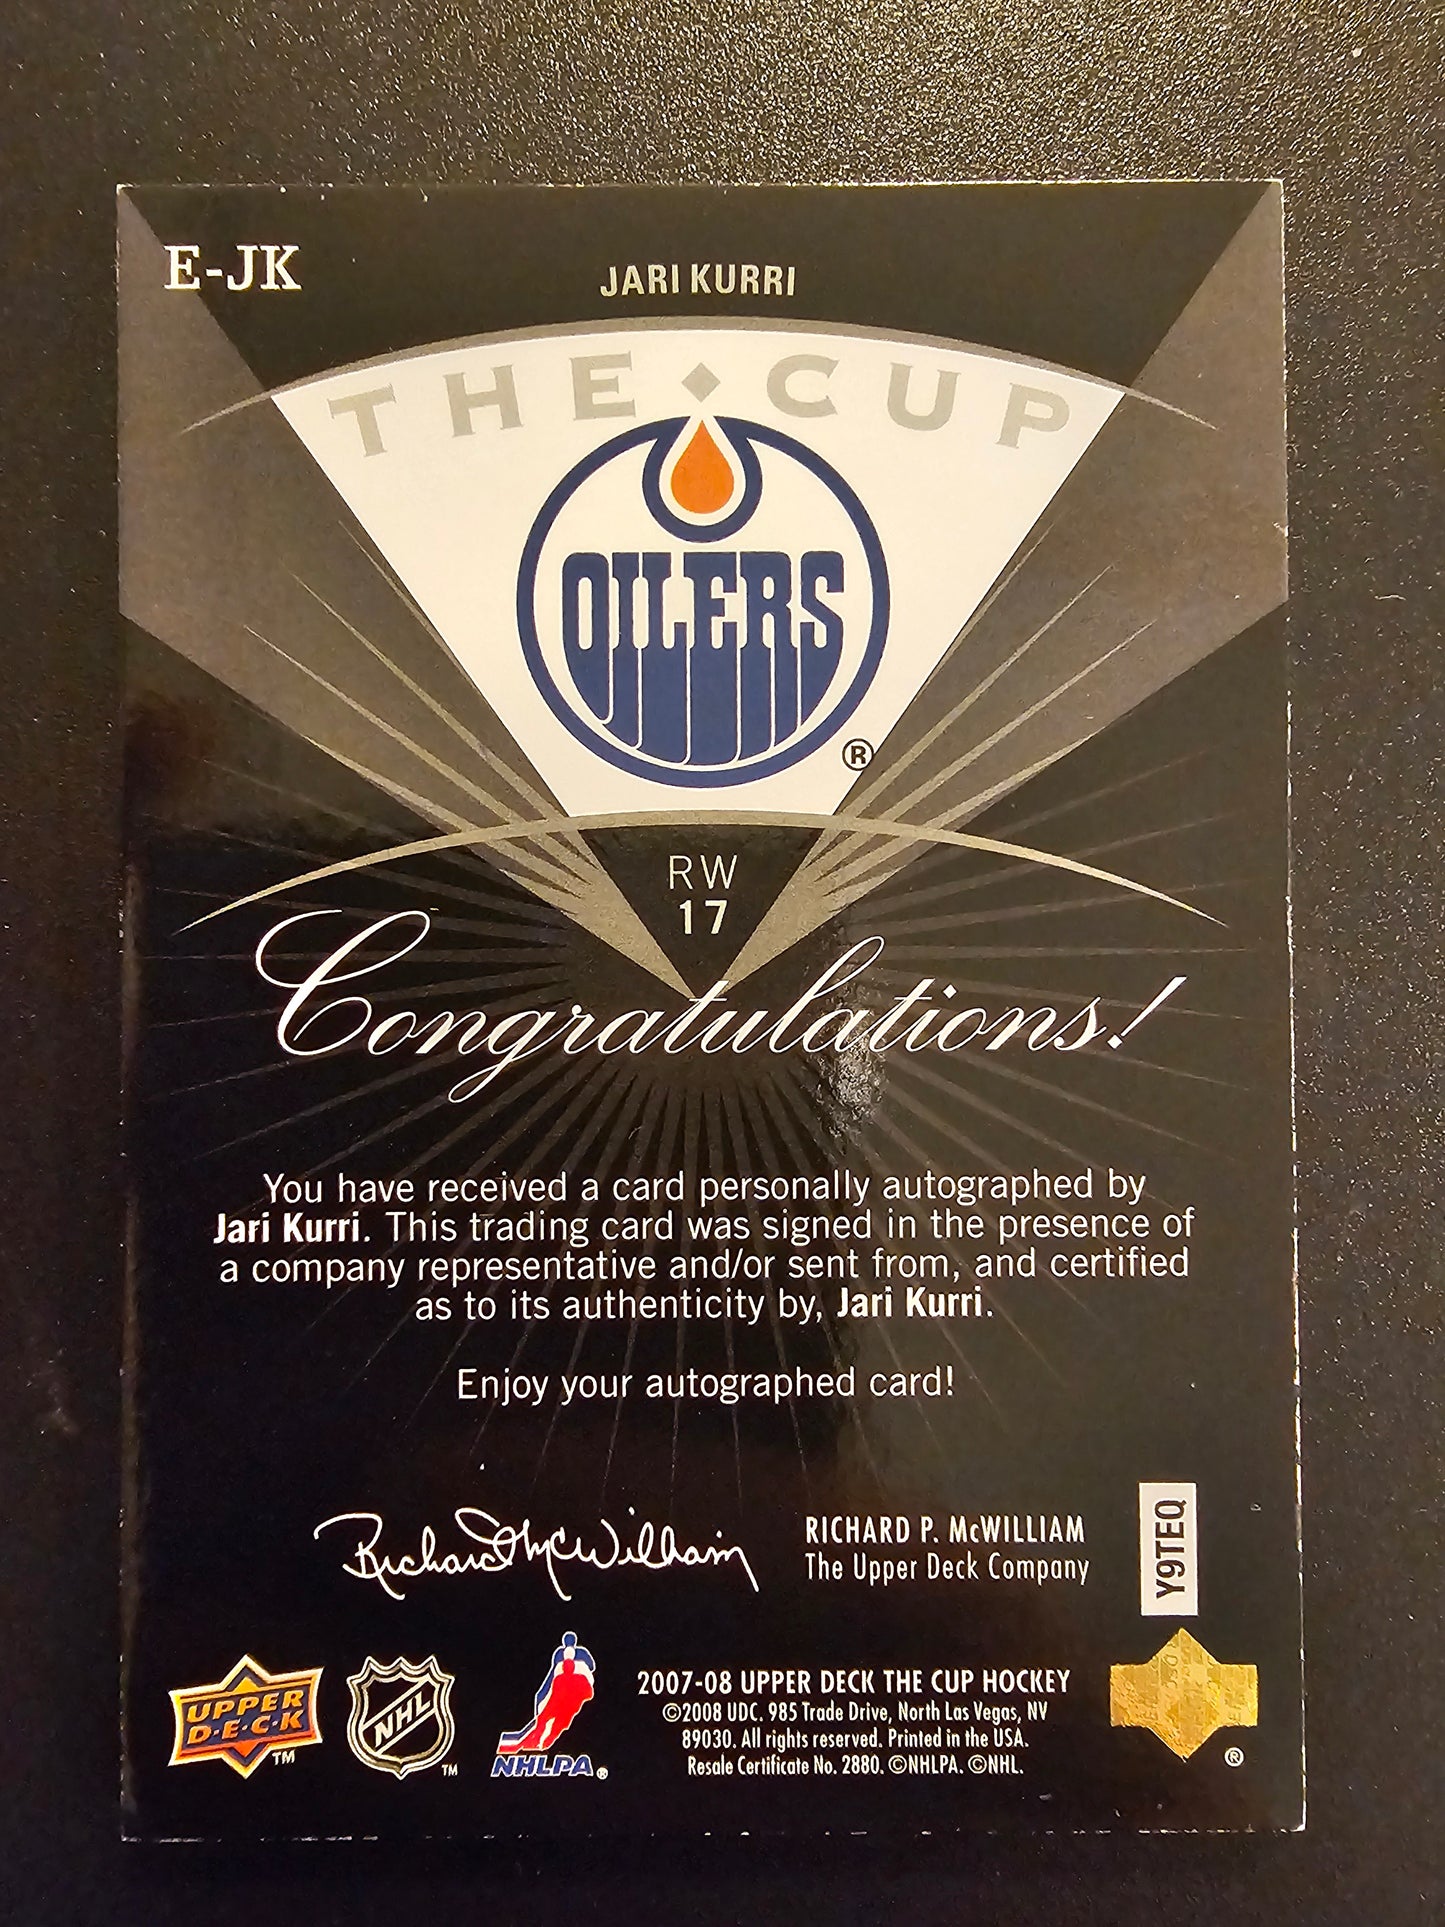 E-JK
JARI KURRI
THE◆CUP
OILERS
®
RW
17
Congratulations!
You have received a card personally autographed by
Jari Kurri. This trading card was signed in the presence of
a company representative and/or sent from, and certified
as to its authenticity by, Jari Kurri.
Enjoy your autographed card!
Richard McWilliam
RICHARD P. McWILLIAM
The Upper Deck Company
Y9TEQ
UPPER
D·E·C·K
™
NHL
™
NHLPA®
2007-08 UPPER DECK THE CUP HOCKEY
©2008 UDC. 985 Trade Drive, North Las Vegas, NV
89030. All rights reserved. Printed in the USA.
Resale Certificate No. 2880. ©NHLPA. ©NHL.
®